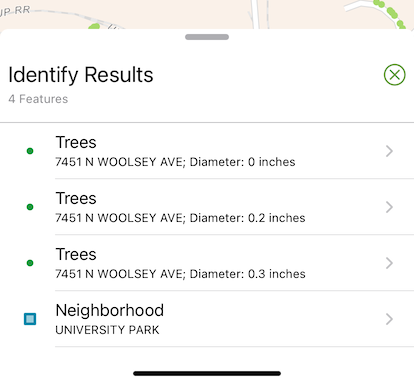 UP RR
Identify Results
4 Features
Trees
7451 N WOOLSEY AVE; Diameter: 0 inches
Trees
7451 N WOOLSEY AVE; Diameter: 0.2 inches
Trees
7451 N WOOLSEY AVE; Diameter: 0.3 inches
Neighborhood
UNIVERSITY PARK